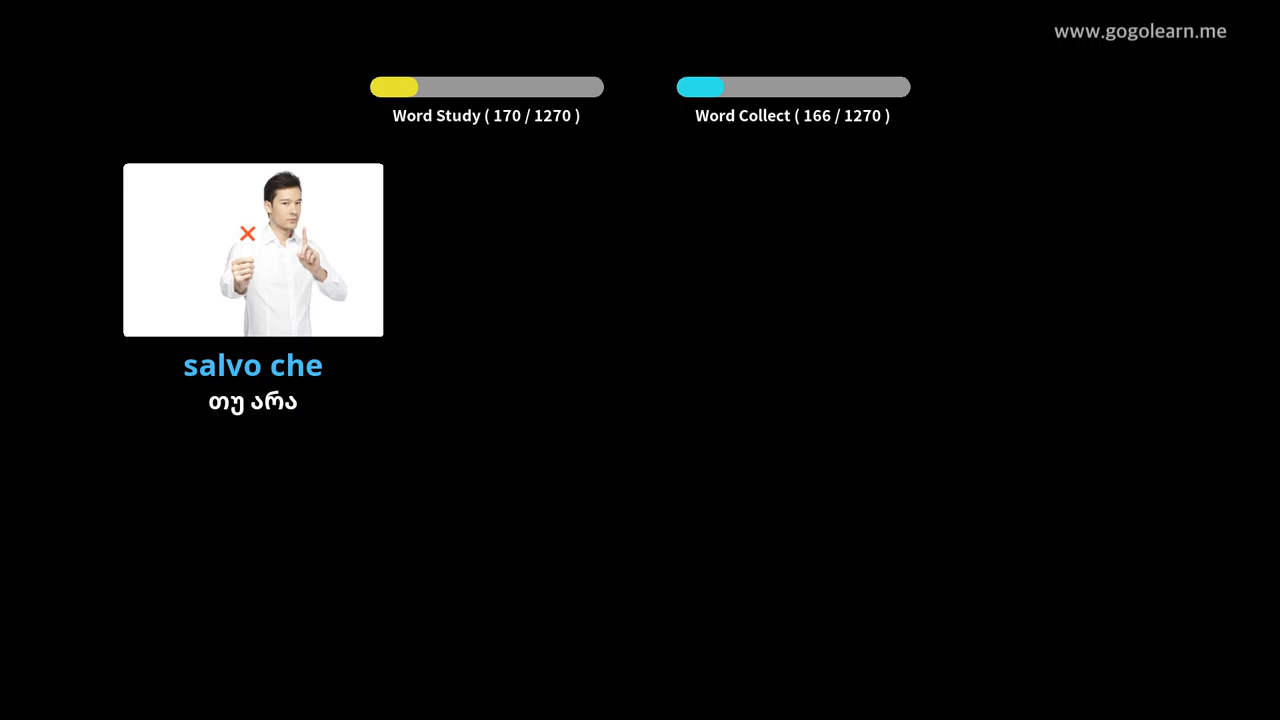 www.gogolearn.me
Word Study ( 170 / 1270 )
Word Collect ( 166 / 1270 )
salvo che
თუ არა